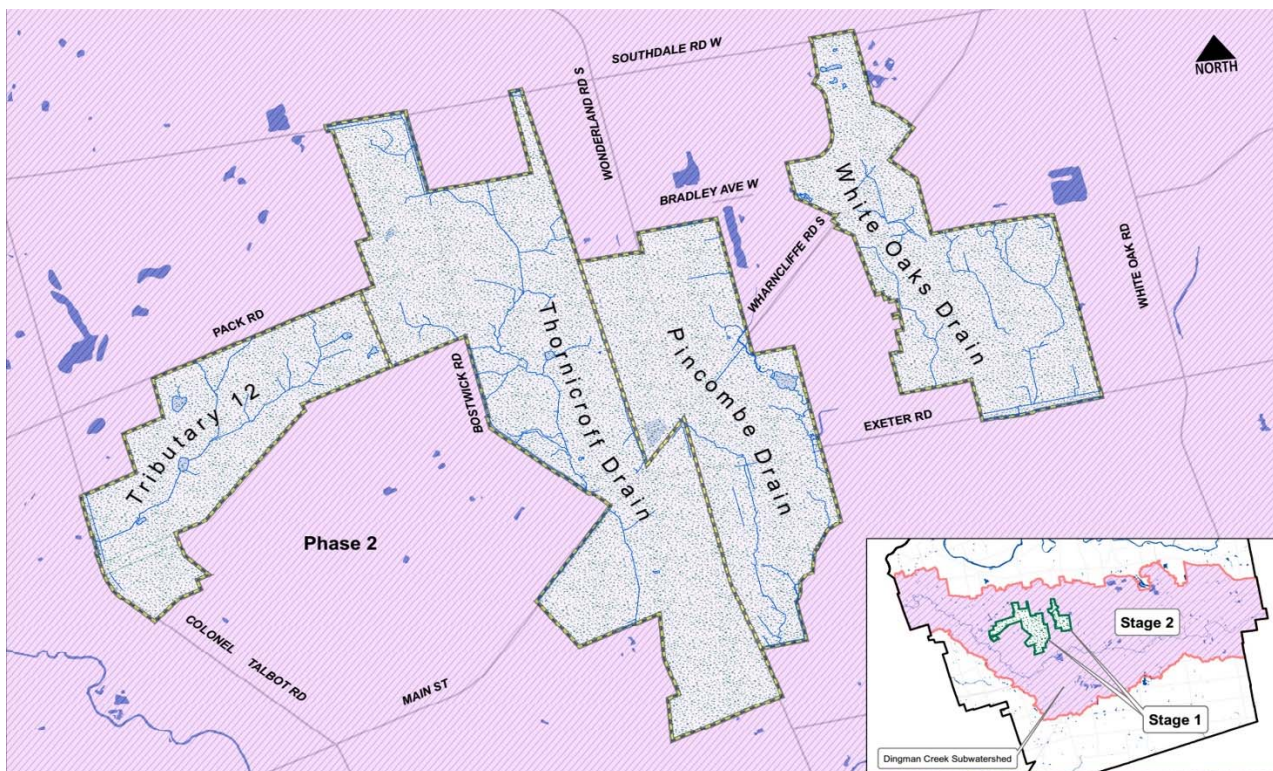 SOUTHDALE RD W
NORTH
WONDERLAND RD S
BRADLEY AVE W
WHARNCLIFFE RD S
White Oaks Drain
WHITE OAK RD
PACK RD
BOSTWICK RD
Thornicroff Drain
Pincombe Drain
EXETER RD
Tributary 12
Phase 2
COLONEL TALBOT RD
MAIN ST
Stage 2
Stage 1
Dingman Creek Subwatershed